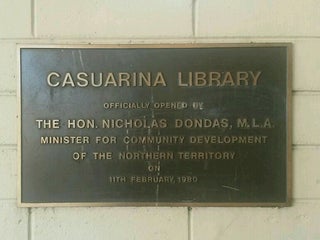 CASUARINA LIBRARY
OFFICIALLY OPENED BY
THE HON. NICHOLAS DONDAS, M.L.A.
MINISTER FOR COMMUNITY DEVELOPMENT
OF THE NORTHERN TERRITORY
ON
11TH FEBRUARY, 1980